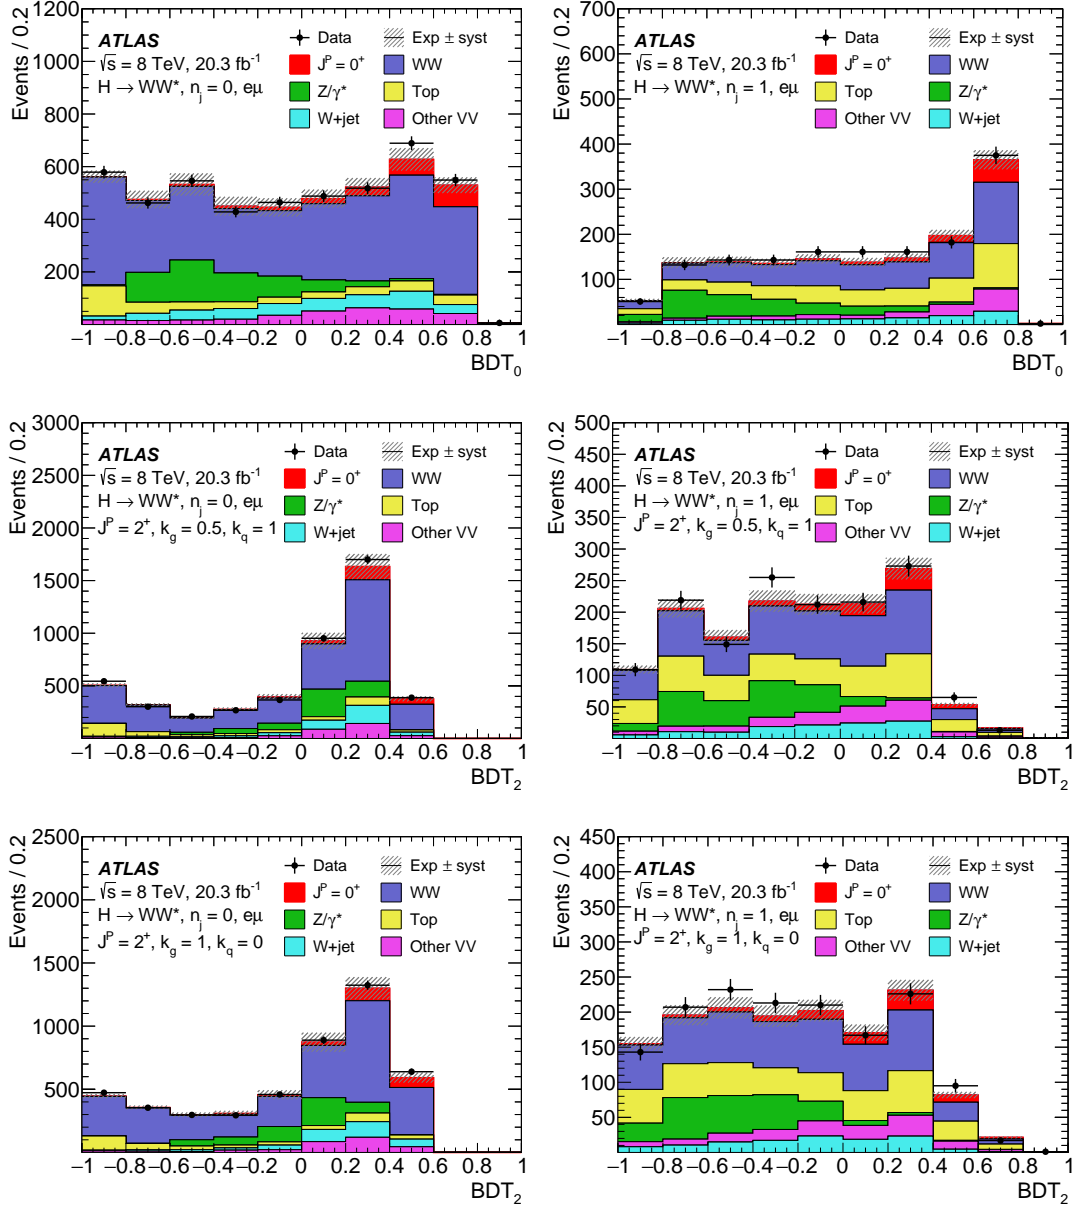 Events / 0.2
1400
1200
1000
800
600
400
200
ATLAS
√s = 8 TeV, 20.3 fb⁻¹
H → WW*, n_j = 0, eμ
Data
Exp ± syst
J^P = 0⁺
WW
Z/γ*
Top
W+jet
Other VV
−1 −0.8 −0.6 −0.4 −0.2 0 0.2 0.4 0.6 0.8 1
BDT₀
Events / 0.2
700
600
500
400
300
200
100
ATLAS
√s = 8 TeV, 20.3 fb⁻¹
H → WW*, n_j = 1, eμ
Data
Exp ± syst
J^P = 0⁺
WW
Top
Z/γ*
Other VV
W+jet
−1 −0.8 −0.6 −0.4 −0.2 0 0.2 0.4 0.6 0.8 1
BDT₀
Events / 0.2
3000
2500
2000
1500
1000
500
ATLAS
√s = 8 TeV, 20.3 fb⁻¹
H → WW*, n_j = 0, eμ
J^P = 2⁺, k_g = 0.5, k_q = 1
Data
Exp ± syst
J^P = 0⁺
WW
Z/γ*
Top
W+jet
Other VV
−1 −0.8 −0.6 −0.4 −0.2 0 0.2 0.4 0.6 0.8 1
BDT₂
Events / 0.2
500
450
400
350
300
250
200
150
100
50
ATLAS
√s = 8 TeV, 20.3 fb⁻¹
H → WW*, n_j = 1, eμ
J^P = 2⁺, k_g = 0.5, k_q = 1
Data
Exp ± syst
J^P = 0⁺
WW
Top
Z/γ*
Other VV
W+jet
−1 −0.8 −0.6 −0.4 −0.2 0 0.2 0.4 0.6 0.8 1
BDT₂
Events / 0.2
2500
2000
1500
1000
500
ATLAS
√s = 8 TeV, 20.3 fb⁻¹
H → WW*, n_j = 0, eμ
J^P = 2⁺, k_g = 1, k_q = 0
Data
Exp ± syst
J^P = 0⁺
WW
Z/γ*
Top
W+jet
Other VV
−1 −0.8 −0.6 −0.4 −0.2 0 0.2 0.4 0.6 0.8 1
BDT₂
Events / 0.2
450
400
350
300
250
200
150
100
50
ATLAS
√s = 8 TeV, 20.3 fb⁻¹
H → WW*, n_j = 1, eμ
J^P = 2⁺, k_g = 1, k_q = 0
Data
Exp ± syst
J^P = 0⁺
WW
Top
Z/γ*
Other VV
W+jet
−1 −0.8 −0.6 −0.4 −0.2 0 0.2 0.4 0.6 0.8 1
BDT₂